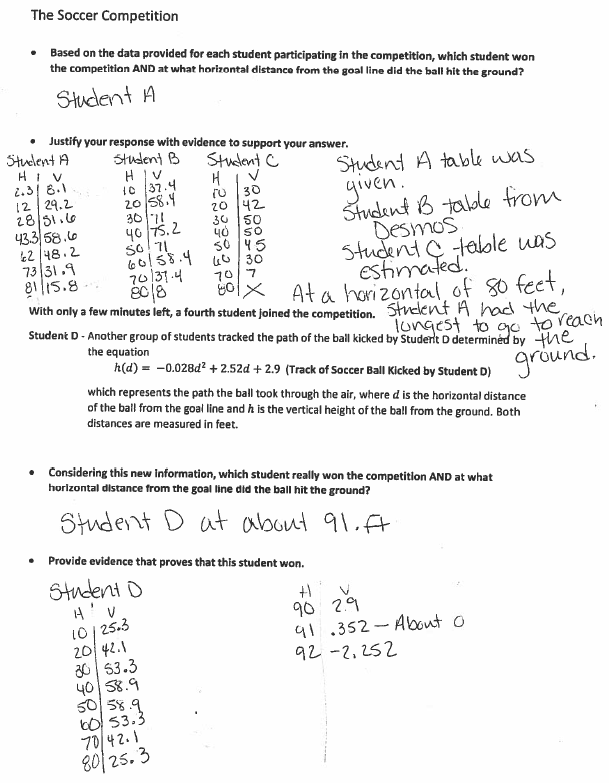 The Soccer Competition
• Based on the data provided for each student participating in the competition, which student won
the competition AND at what horizontal distance from the goal line did the ball hit the ground?
Student A
• Justify your response with evidence to support your answer.
Student A
H | V
2.3 | 8.1
12 | 29.2
28 | 51.6
43.3 | 58.6
62 | 48.2
73 | 31.9
81 | 15.8
Student B
H | V
10 | 37.4
20 | 58.4
30 | 71
40 | 75.2
50 | 71
60 | 58.4
70 | 37.4
80 | 8
Student C
H | V
10 | 30
20 | 42
30 | 50
40 | 50
50 | 45
60 | 30
70 | 7
80 | X
Student A table was
given.
Student B table from
Desmos
Student C table was
estimated.
At a horizontal of 80 feet,
Student A had the
longest to go to reach
the
ground.
With only a few minutes left, a fourth student joined the competition.
Student D - Another group of students tracked the path of the ball kicked by Student D determined by
the equation
h(d) = −0.028d² + 2.52d + 2.9 (Track of Soccer Ball Kicked by Student D)
which represents the path the ball took through the air, where d is the horizontal distance
of the ball from the goal line and h is the vertical height of the ball from the ground. Both
distances are measured in feet.
• Considering this new information, which student really won the competition AND at what
horizontal distance from the goal line did the ball hit the ground?
Student D at about 91.ft
• Provide evidence that proves that this student won.
Student D
H | V
10 | 25.3
20 | 42.1
30 | 53.3
40 | 58.9
50 | 58.9
60 | 53.3
70 | 42.1
80 | 25.3
H | V
90 | 2.9
91 | .352 — About 0
92 | -2.252